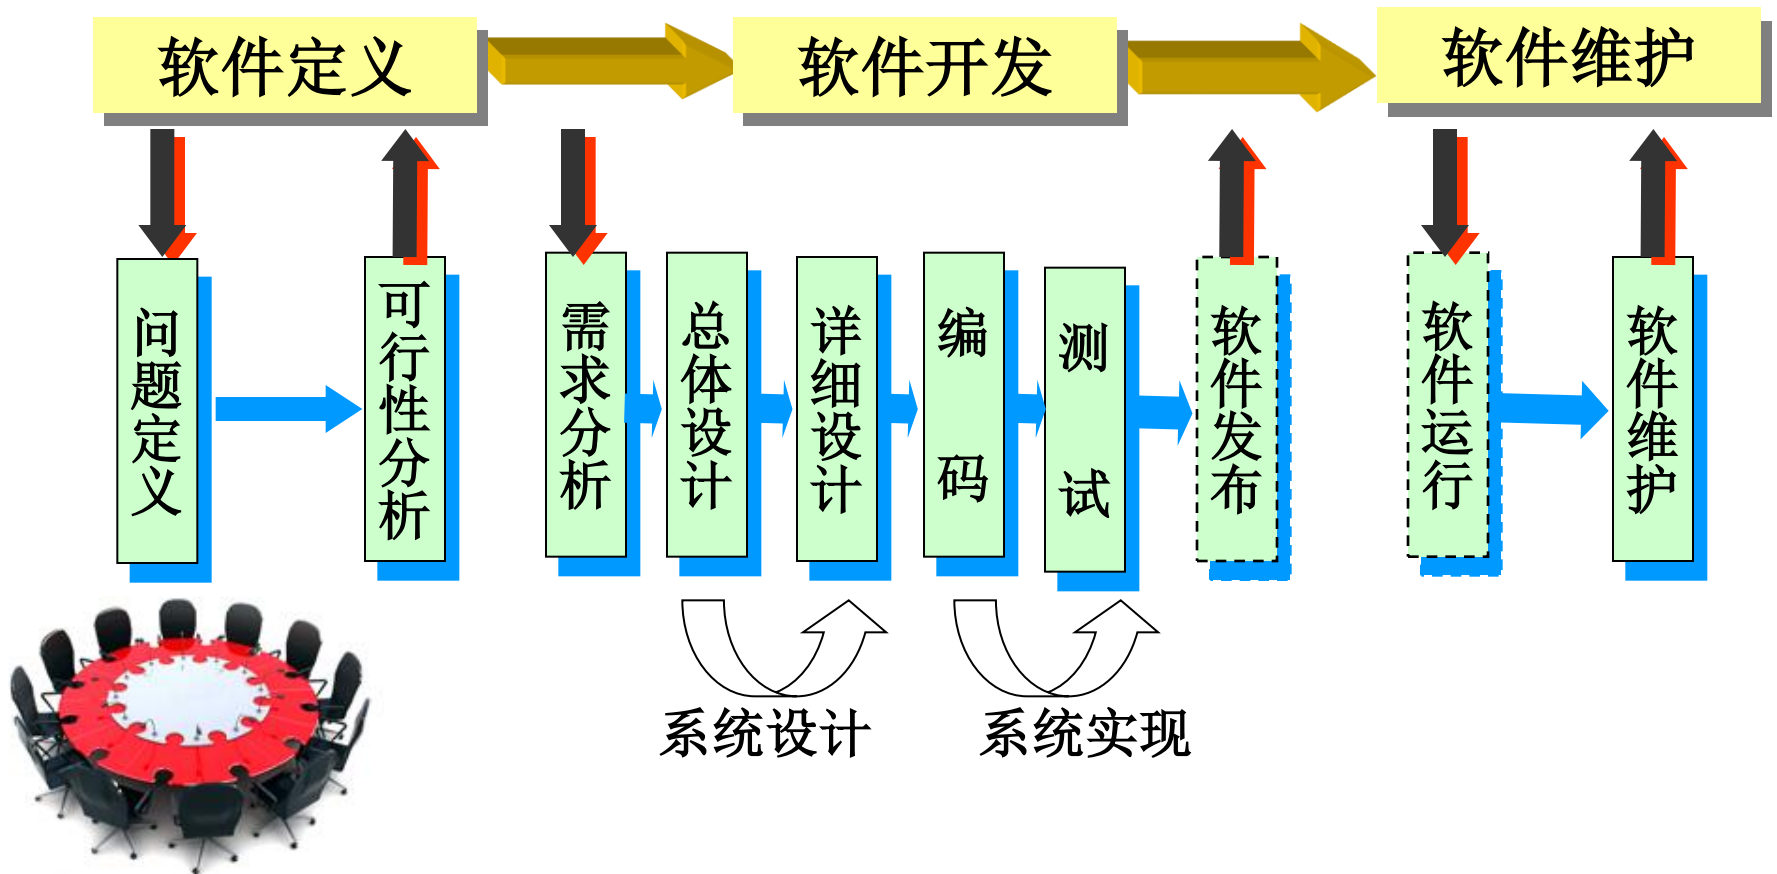 软件定义
软件开发
软件维护
问题定义
可行性分析
需求分析
总体设计
详细设计
编码
测试
软件发布
软件运行
软件维护
系统设计
系统实现